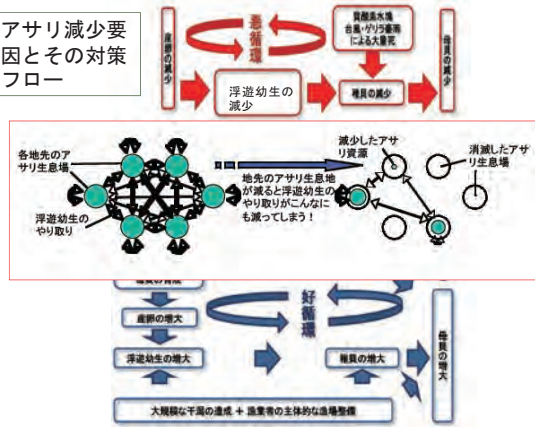 アサリ減少要
因とその対策
フロー
産卵の減少
悪循環
貧酸素水塊
台風・ゲリラ豪雨
による大量死
母貝の減少
浮遊幼生の
減少
稚貝の減少
各地先のア
サリ生息場
浮遊幼生の
やり取り
地先のアサリ生息地
が減ると浮遊幼生の
やり取りがこんなに
も減ってしまう！
減少したアサ
リ資源
消滅したアサ
リ生息場
産卵の増大
好循環
浮遊幼生の増大
稚貝の増大
母貝の増大
大規模な干潟の造成 + 漁業者の主体的な漁場整備